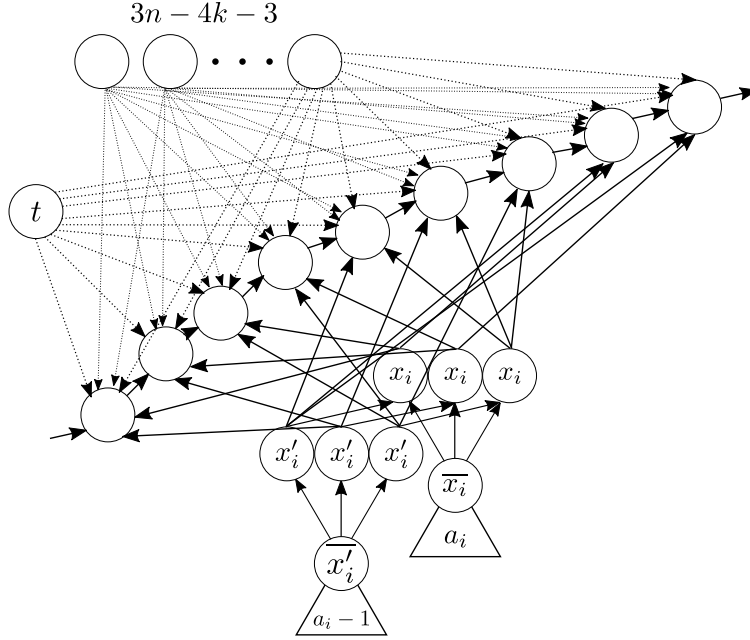 3n − 4k − 3
t
x_i x_i x_i
x'_i x'_i x'_i
\overline{x_i}
a_i
\overline{x'_i}
a_i − 1